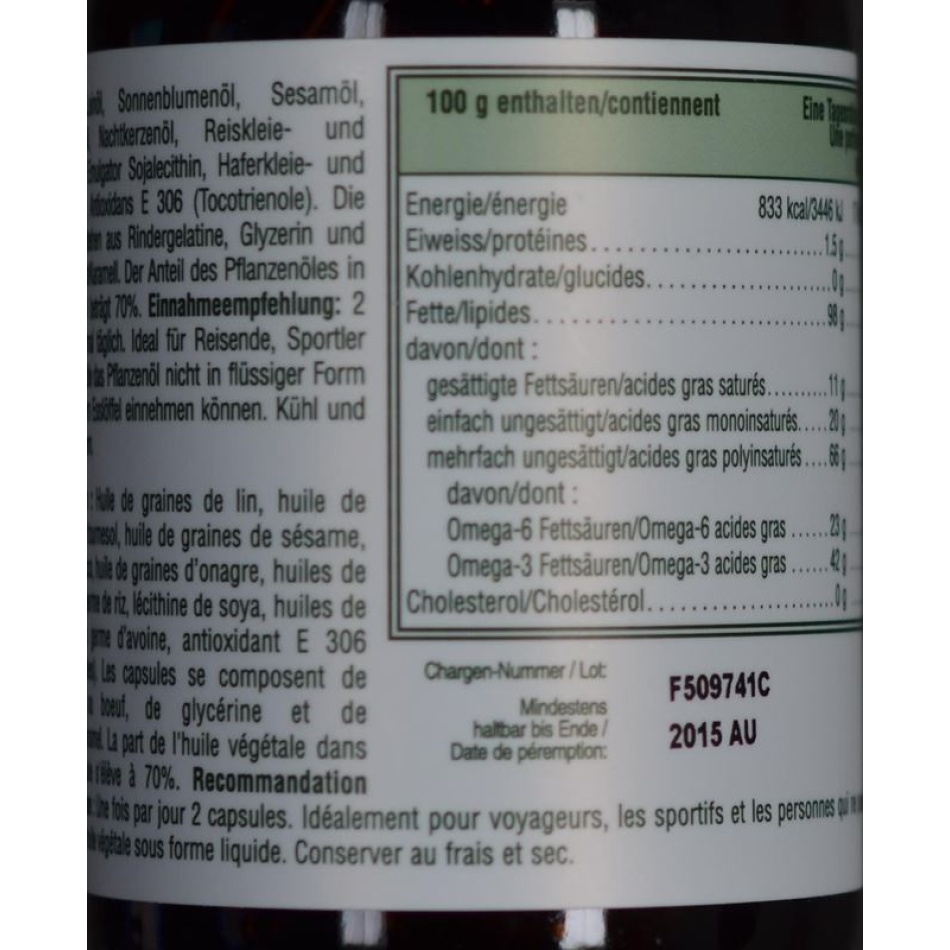 Sonnenblumenöl, Sesamöl,
Nachtkerzenöl, Reiskleie- und
Sojalecithin, Haferkleie- und
E 306 (Tocotrienole). Die
aus Rindergelatine, Glyzerin und
Der Anteil des Pflanzenöles in
70%. Einnahmeempfehlung: 2
täglich. Ideal für Reisende, Sportler
das Pflanzenöl nicht in flüssiger Form
Esslöffel einnehmen können. Kühl und
Huile de graines de lin, huile de
huile de graines de sésame,
huile de graines d'onagre, huiles de
de riz, lécithine de soya, huiles de
germe d'avoine, antioxidant E 306
Les capsules se composent de
boeuf, de glycérine et de
La part de l'huile végétale dans
s'élève à 70%. Recommandation
Une fois par jour 2 capsules. Idéalement pour voyageurs, les sportifs et les personnes qui
végétale sous forme liquide. Conserver au frais et sec.
100 g enthalten/contiennent
Eine
Energie/énergie 833 kcal/3446 kJ
Eiweiss/protéines 1.5 g
Kohlenhydrate/glucides 0 g
Fette/lipides 98 g
davon/dont :
gesättigte Fettsäuren/acides gras saturés 11 g
einfach ungesättigt/acides gras monoinsaturés 20 g
mehrfach ungesättigt/acides gras polyinsaturés 66 g
davon/dont :
Omega-6 Fettsäuren/Omega-6 acides gras 23 g
Omega-3 Fettsäuren/Omega-3 acides gras 42 g
Cholesterol/Cholestérol 0 g
Chargen-Nummer / Lot: F509741C
Mindestens
haltbar bis Ende /
Date de péremption: 2015 AU